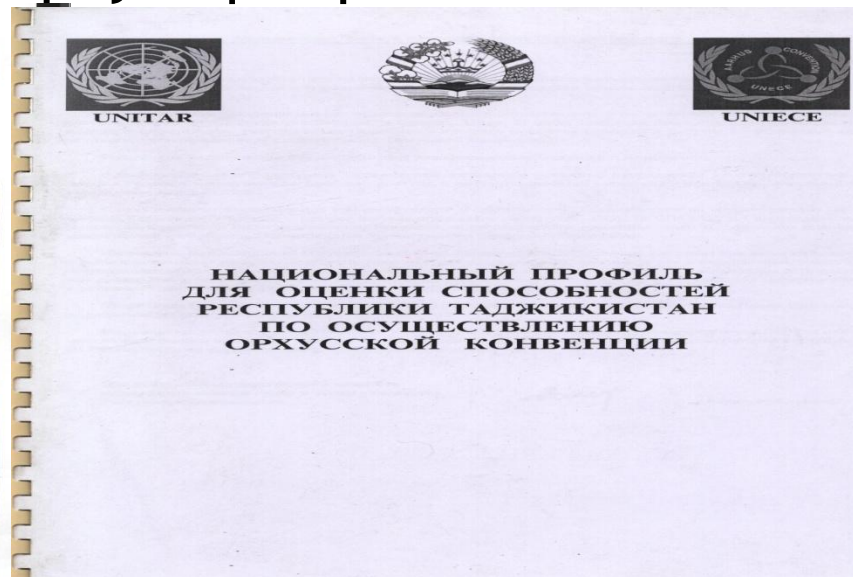 UNITAR
UNIECE
НАЦИОНАЛЬНЫЙ ПРОФИЛЬ
ДЛЯ ОЦЕНКИ СПОСОБНОСТЕЙ
РЕСПУБЛИКИ ТАДЖИКИСТАН
ПО ОСУЩЕСТВЛЕНИЮ
ОРХУССКОЙ КОНВЕНЦИИ